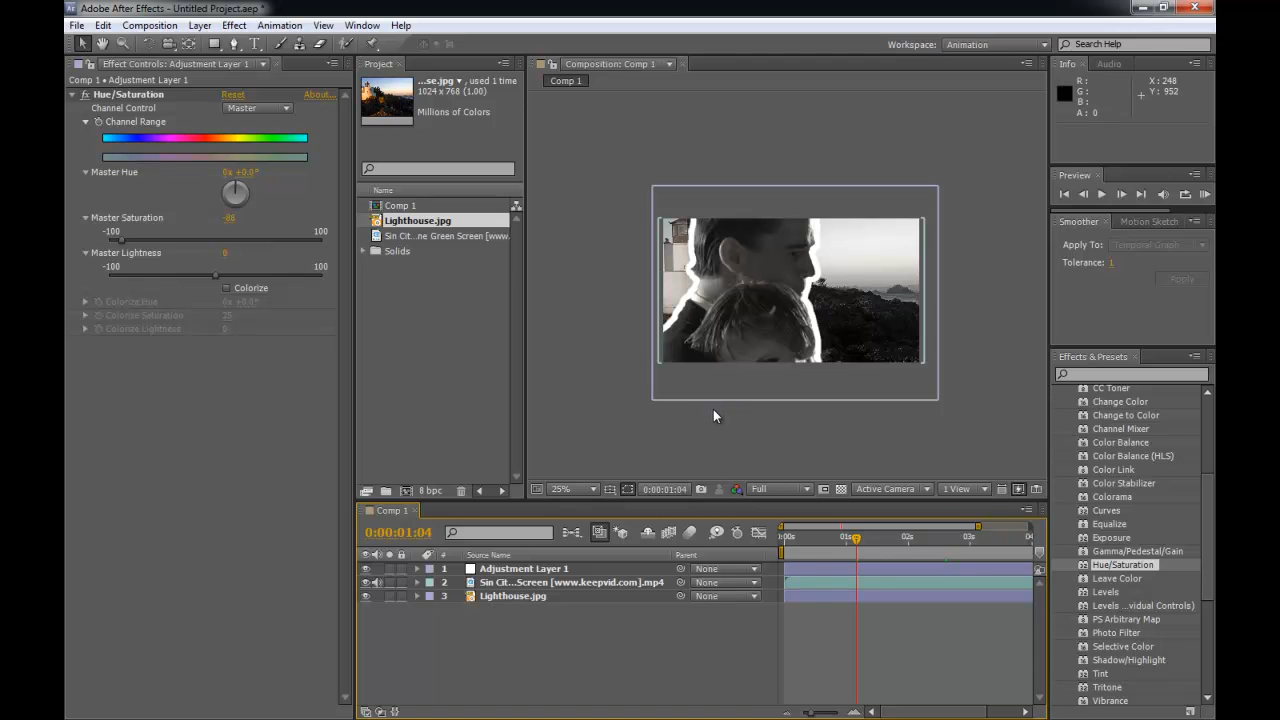 Adobe After Effects - Untitled Project.aep *
File Edit Composition Layer Effect Animation View Window Help
Workspace: Animation
Search Help
Effect Controls: Adjustment Layer 1
Comp 1 • Adjustment Layer 1
Hue/Saturation Reset About...
Channel Control Master
Channel Range
Master Hue 0x +0.0°
Master Saturation -88
-100 100
Master Lightness 0
-100 100
Colorize
Colorize Hue 0x +0.0°
Colorize Saturation 25
Colorize Lightness 0
Project
...se.jpg ▾, used 1 time
1024 x 768 (1.00)
Millions of Colors
Name
Comp 1
Lighthouse.jpg
Sin Cit...ne Green Screen [www.
Solids
8 bpc
Composition: Comp 1
Comp 1
25% 0:00:01:04 Full Active Camera 1 View
Info Audio
R: X: 248
G: Y: 952
B:
A: 0
Preview
Smoother Motion Sketch
Apply To: Temporal Graph
Tolerance: 1
Apply
Effects & Presets
CC Toner
Change Color
Change to Color
Channel Mixer
Color Balance
Color Balance (HLS)
Color Link
Color Stabilizer
Colorama
Curves
Equalize
Exposure
Gamma/Pedestal/Gain
Hue/Saturation
Leave Color
Levels
Levels ...vidual Controls)
PS Arbitrary Map
Photo Filter
Selective Color
Shadow/Highlight
Tint
Tritone
Vibrance
Comp 1
0:00:01:04
:00s 01s 02s 03s 04s
# Source Name Parent
1 Adjustment Layer 1 None
2 Sin Cit...Screen [www.keepvid.com].mp4 None
3 Lighthouse.jpg None